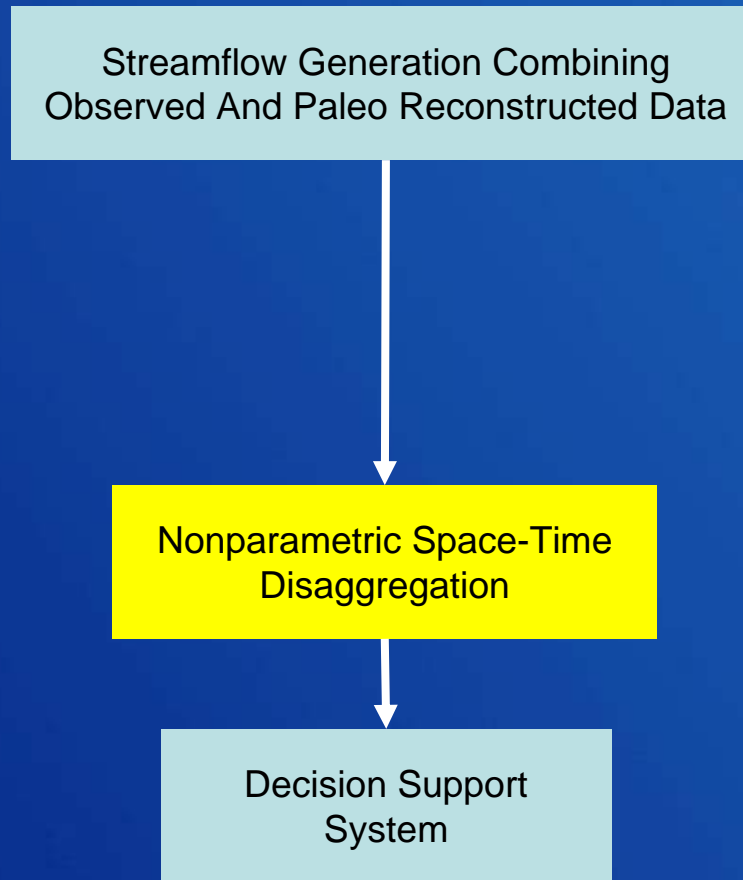 Streamflow Generation Combining
Observed And Paleo Reconstructed Data
Nonparametric Space-Time
Disaggregation
Decision Support
System